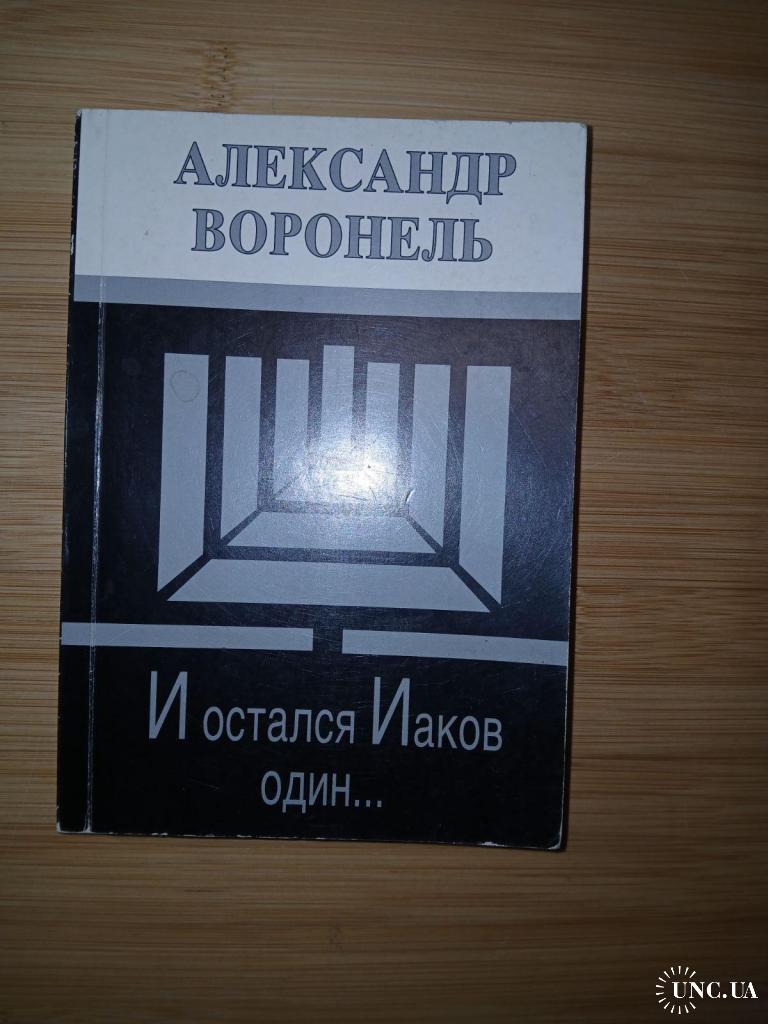 АЛЕКСАНДР
ВОРОНЕЛЬ
И остался Иаков
один...
UNC.UA